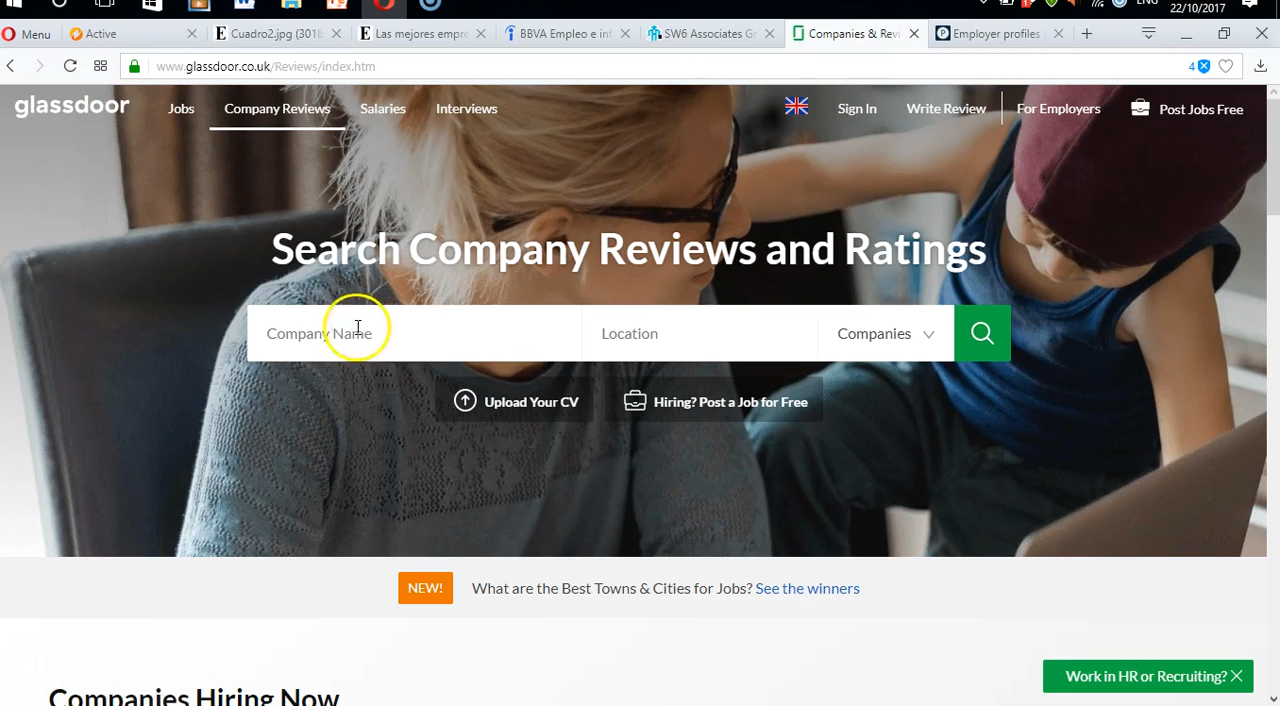 22/10/2017
Menu
Active
Cuadro2.jpg (3018
Las mejores empre
BBVA Empleo e inf
SW6 Associates Gr
Companies & Revi
Employer profiles
www.glassdoor.co.uk/Reviews/index.htm
4
glassdoor
Jobs
Company Reviews
Salaries
Interviews
Sign In
Write Review
For Employers
Post Jobs Free
Search Company Reviews and Ratings
Company Name
Location
Companies
Upload Your CV
Hiring? Post a Job for Free
NEW!
What are the Best Towns & Cities for Jobs? See the winners
Work in HR or Recruiting?
Companies Hiring Now